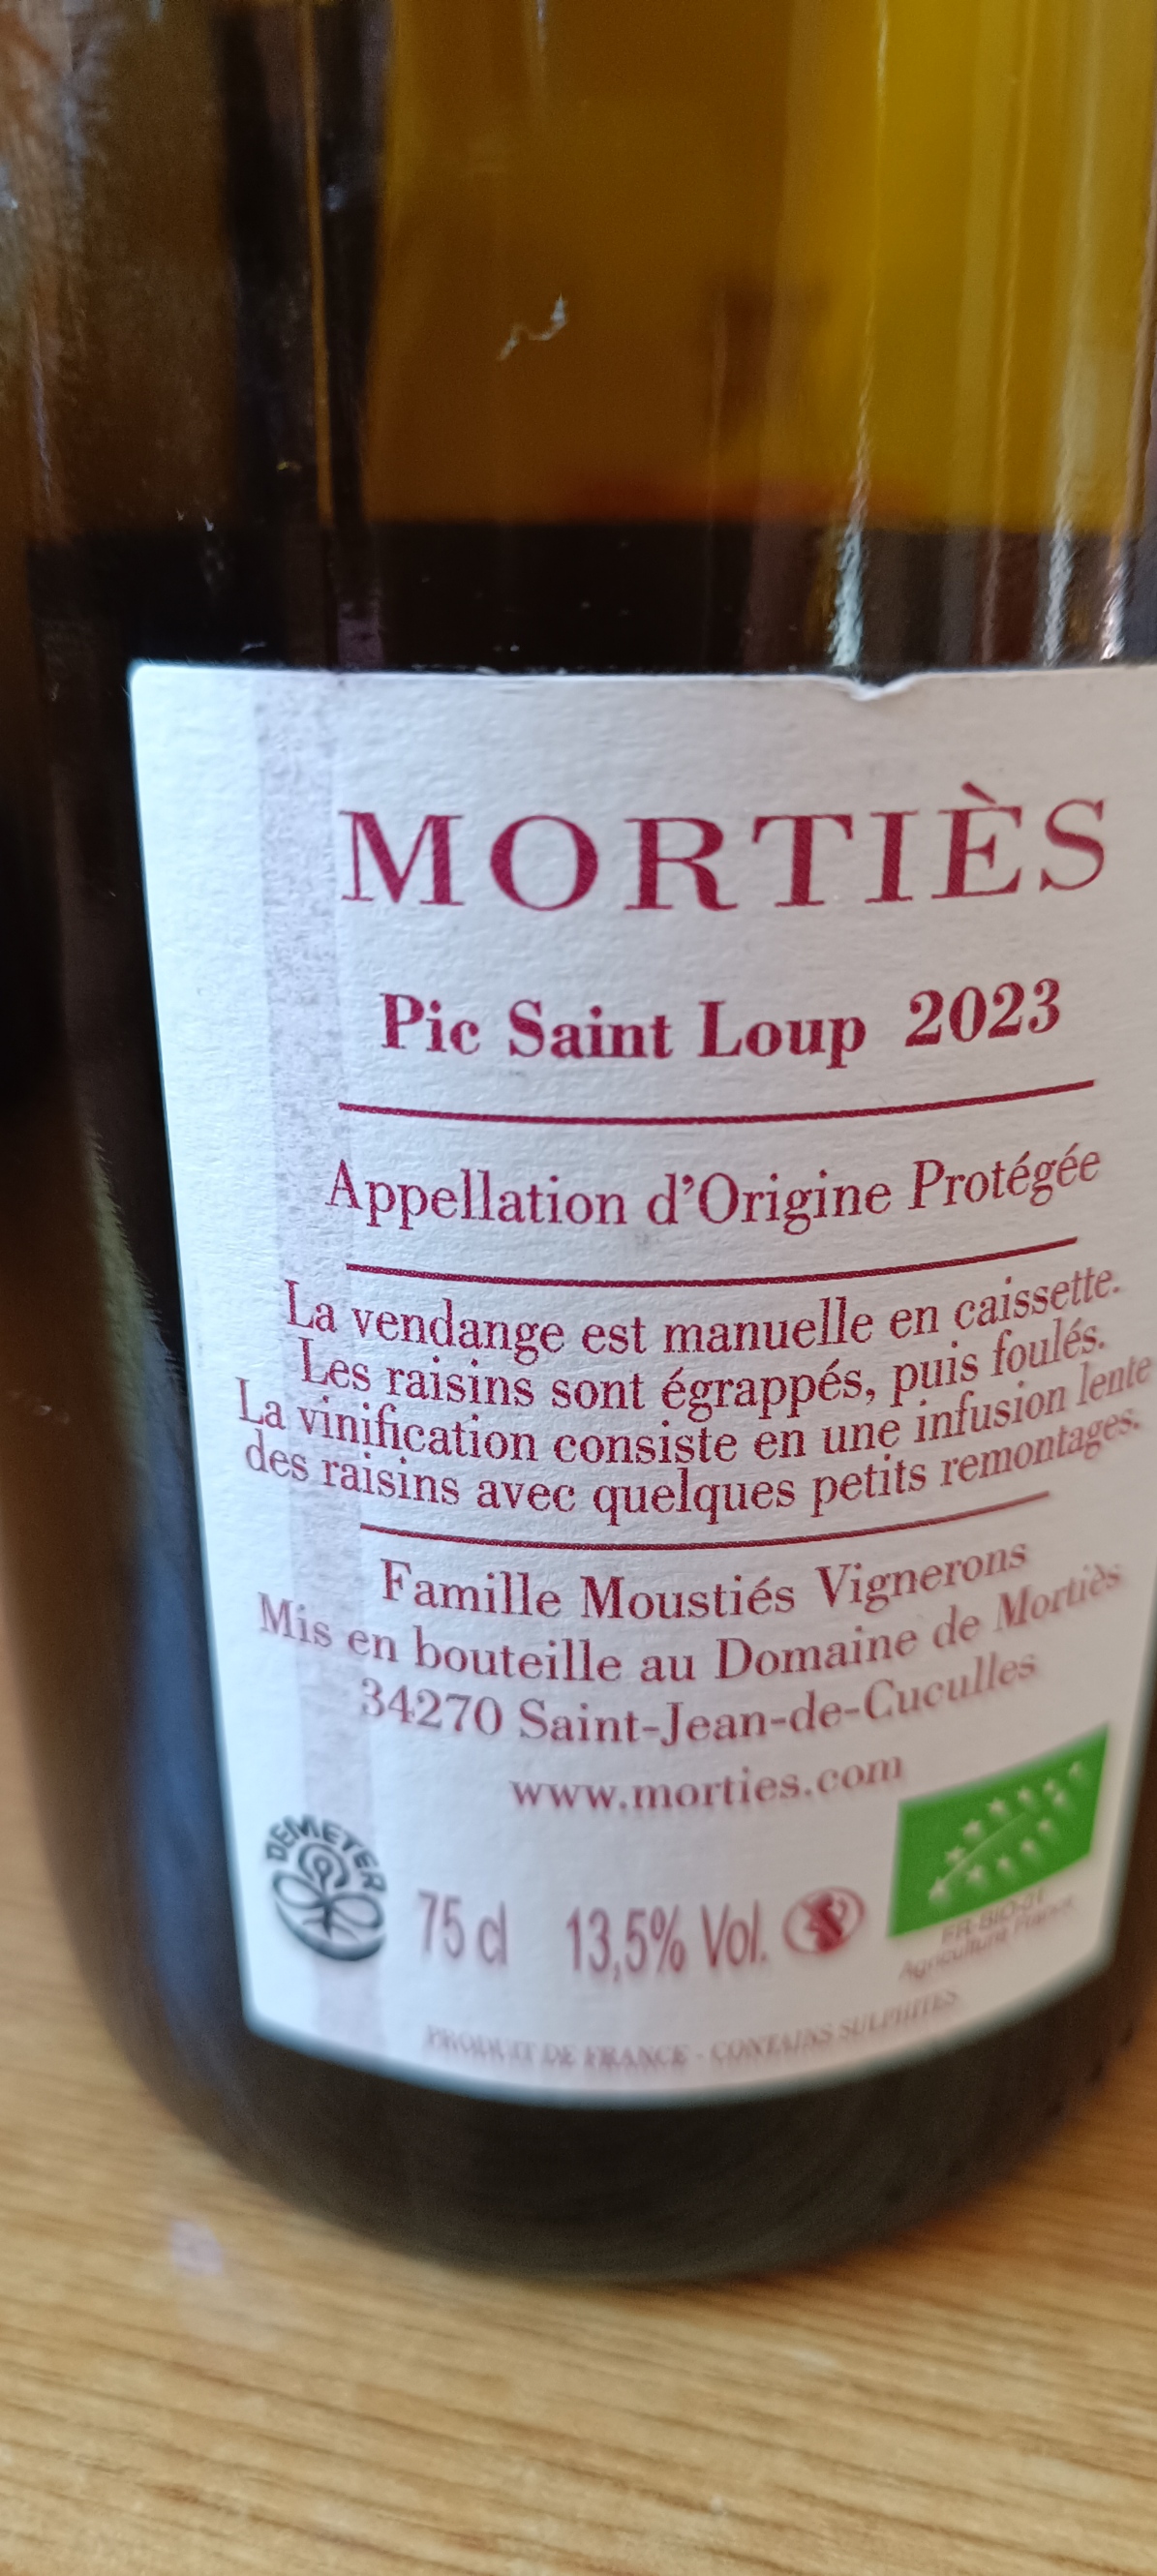 MORTIÈS
Pic Saint Loup 2023
Appellation d'Origine Protégée
La vendange est manuelle en caissette.
Les raisins sont égrappés, puis foulés.
La vinification consiste en une infusion lente
des raisins avec quelques petits remontages.
Famille Moustiés Vignerons
Mis en bouteille au Domaine de Mortiès
34270 Saint-Jean-de-Cuculles
www.morties.com
DEMETER
75 cl 13,5% Vol.
FR-BIO-01
Agriculture France
PRODUIT DE FRANCE - CONTAINS SULPHITES